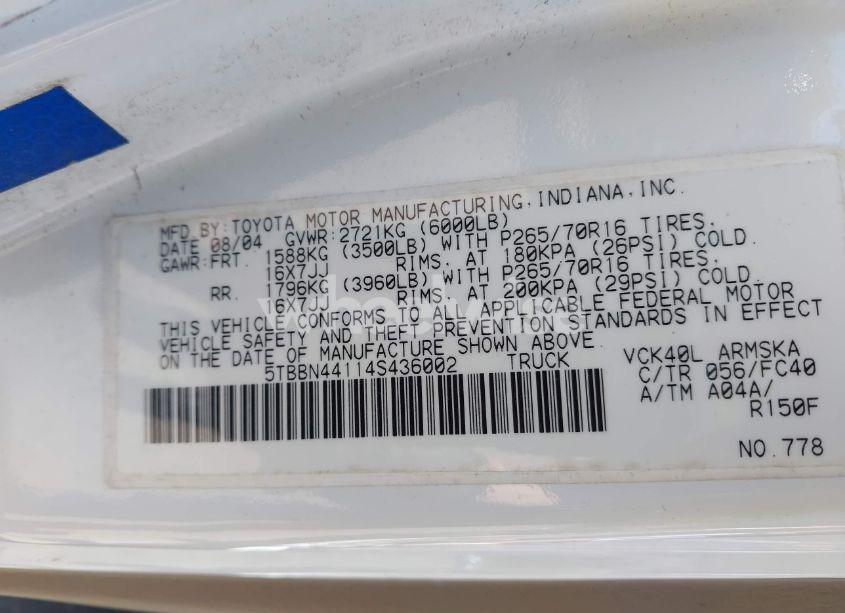 MFD BY:TOYOTA MOTOR MANUFACTURING,INDIANA,INC.
DATE 08/04 GVWR:2721KG (6000LB)
GAWR:FRT. 1588KG (3500LB) WITH P265/70R16 TIRES.
16X7JJ RIMS. AT 180KPA (26PSI) COLD.
RR. 1796KG (3960LB) WITH P265/70R16 TIRES.
16X7JJ RIMS. AT 200KPA (29PSI) COLD.
THIS VEHICLE CONFORMS TO ALL APPLICABLE FEDERAL MOTOR
VEHICLE SAFETY AND THEFT PREVENTION STANDARDS IN EFFECT
ON THE DATE OF MANUFACTURE SHOWN ABOVE.
5TBBN44114S436002 TRUCK
VCK40L ARMSKA
C/TR 056/FC40
A/TM A04A/
R150F
NO.778